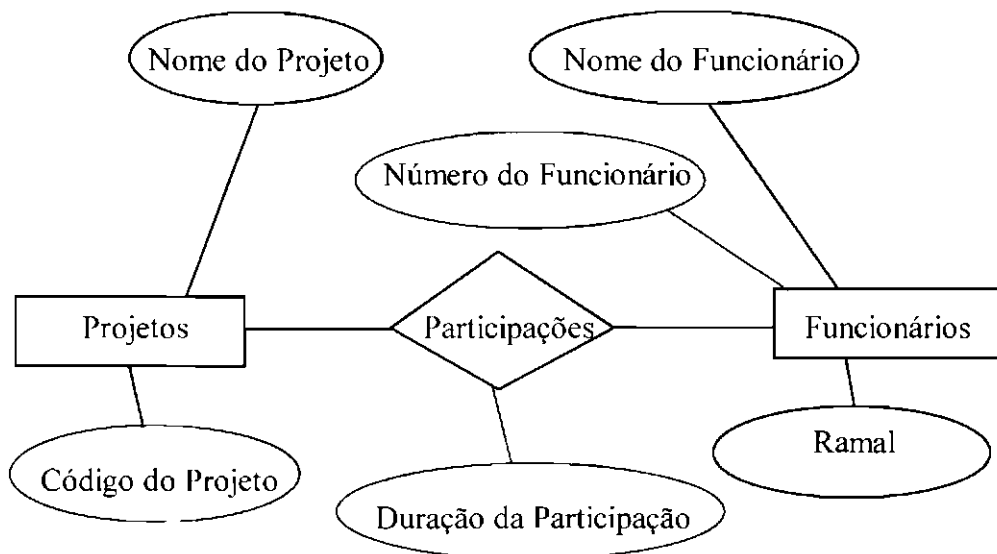 Nome do Projeto
Nome do Funcionário
Número do Funcionário
Projetos
Participações
Funcionários
Código do Projeto
Ramal
Duração da Participação